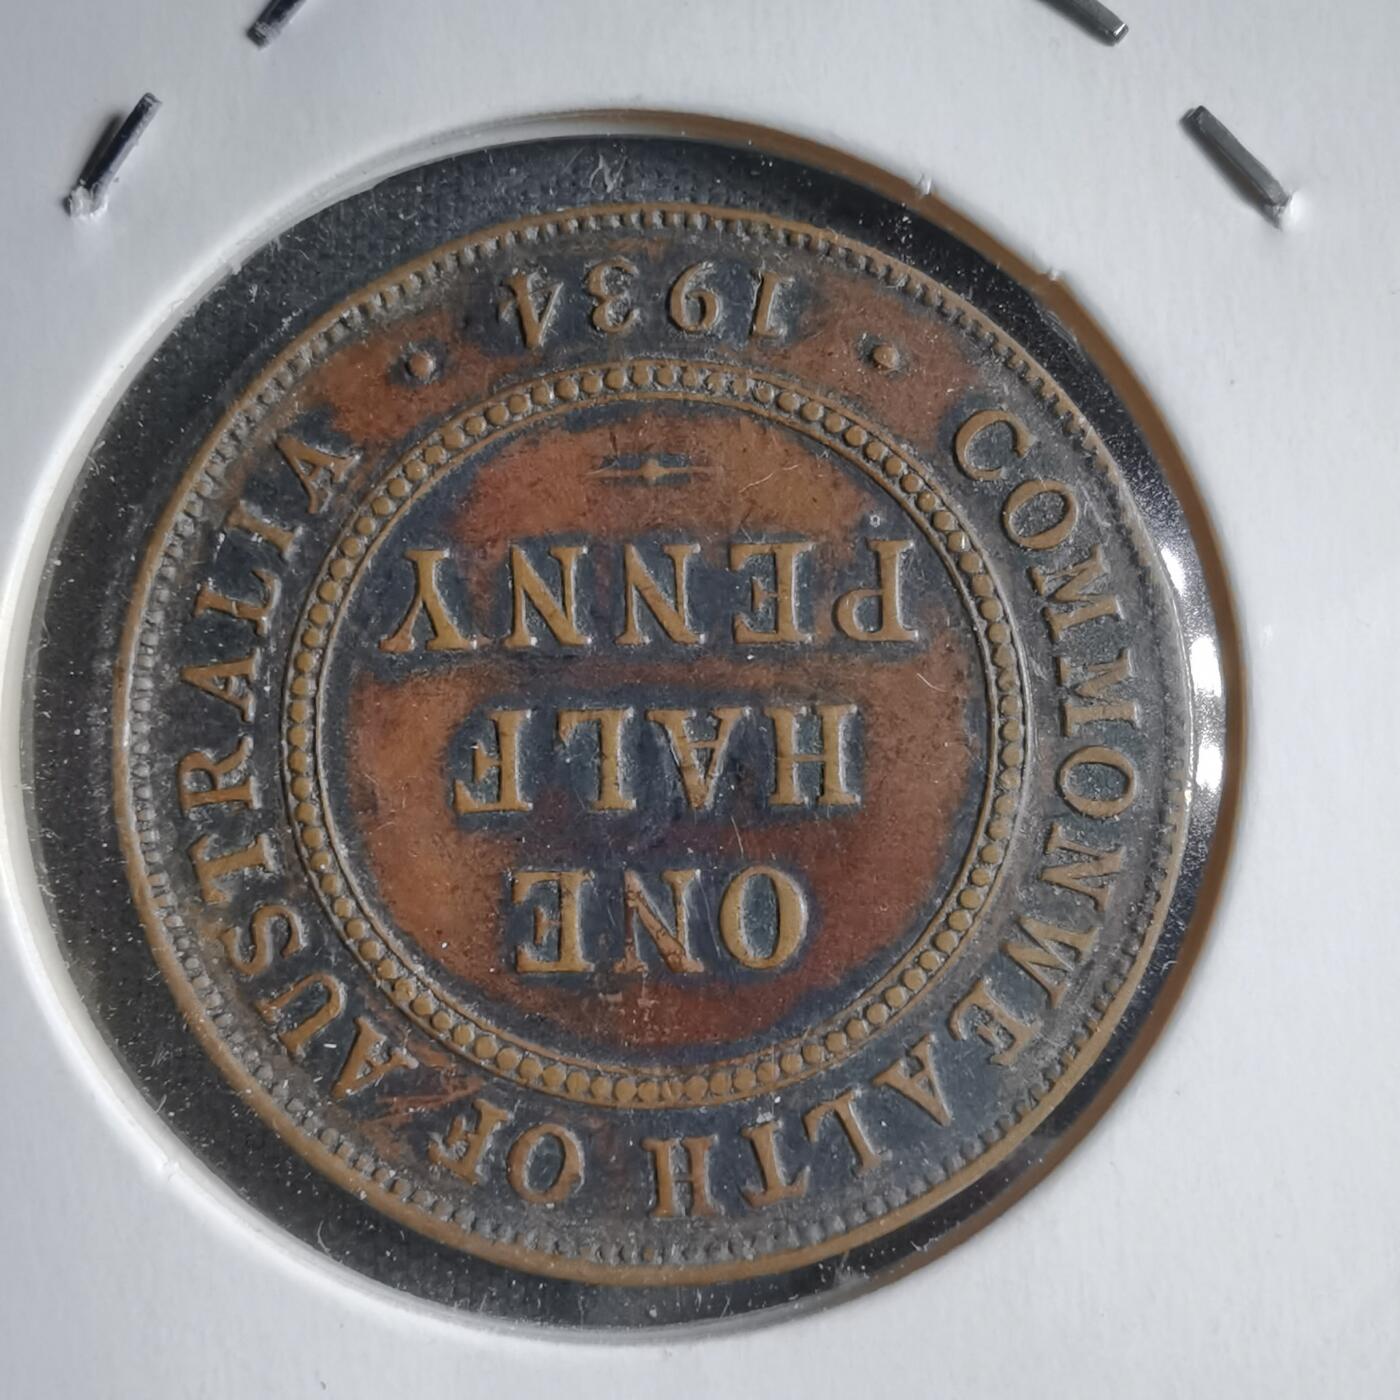 COMMONWEALTH OF AUSTRALIA
ONE
HALF
PENNY
1934